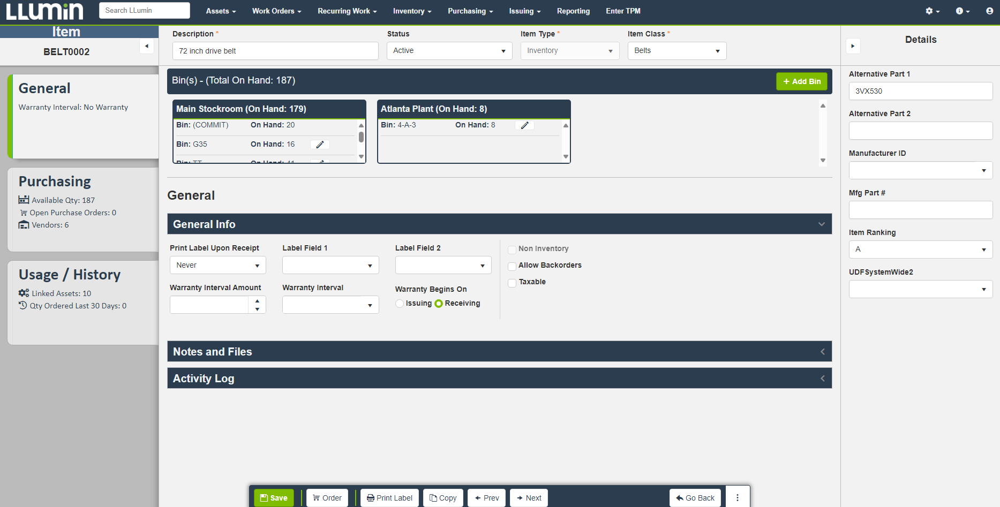 LLumin
Search LLumin
Assets
Work Orders
Recurring Work
Inventory
Purchasing
Issuing
Reporting
Enter TPM
Item
BELT0002
General
Warranty Interval: No Warranty
Purchasing
Available Qty: 187
Open Purchase Orders: 0
Vendors: 6
Usage / History
Linked Assets: 10
Qty Ordered Last 30 Days: 0
Description *
72 inch drive belt
Status
Active
Item Type *
Inventory
Item Class *
Belts
Bin(s) - (Total On Hand: 187)
+ Add Bin
Main Stockroom (On Hand: 179)
Bin: (COMMIT) On Hand: 20
Bin: G35 On Hand: 16
Bin: TT On Hand: 41
Atlanta Plant (On Hand: 8)
Bin: 4-A-3 On Hand: 8
General
General Info
Print Label Upon Receipt
Never
Label Field 1
Label Field 2
Warranty Interval Amount
Warranty Interval
Warranty Begins On
Issuing
Receiving
Non Inventory
Allow Backorders
Taxable
Notes and Files
Activity Log
Details
Alternative Part 1
3VX530
Alternative Part 2
Manufacturer ID
Mfg Part #
Item Ranking
A
UDFSystemWide2
Save
Order
Print Label
Copy
Prev
Next
Go Back